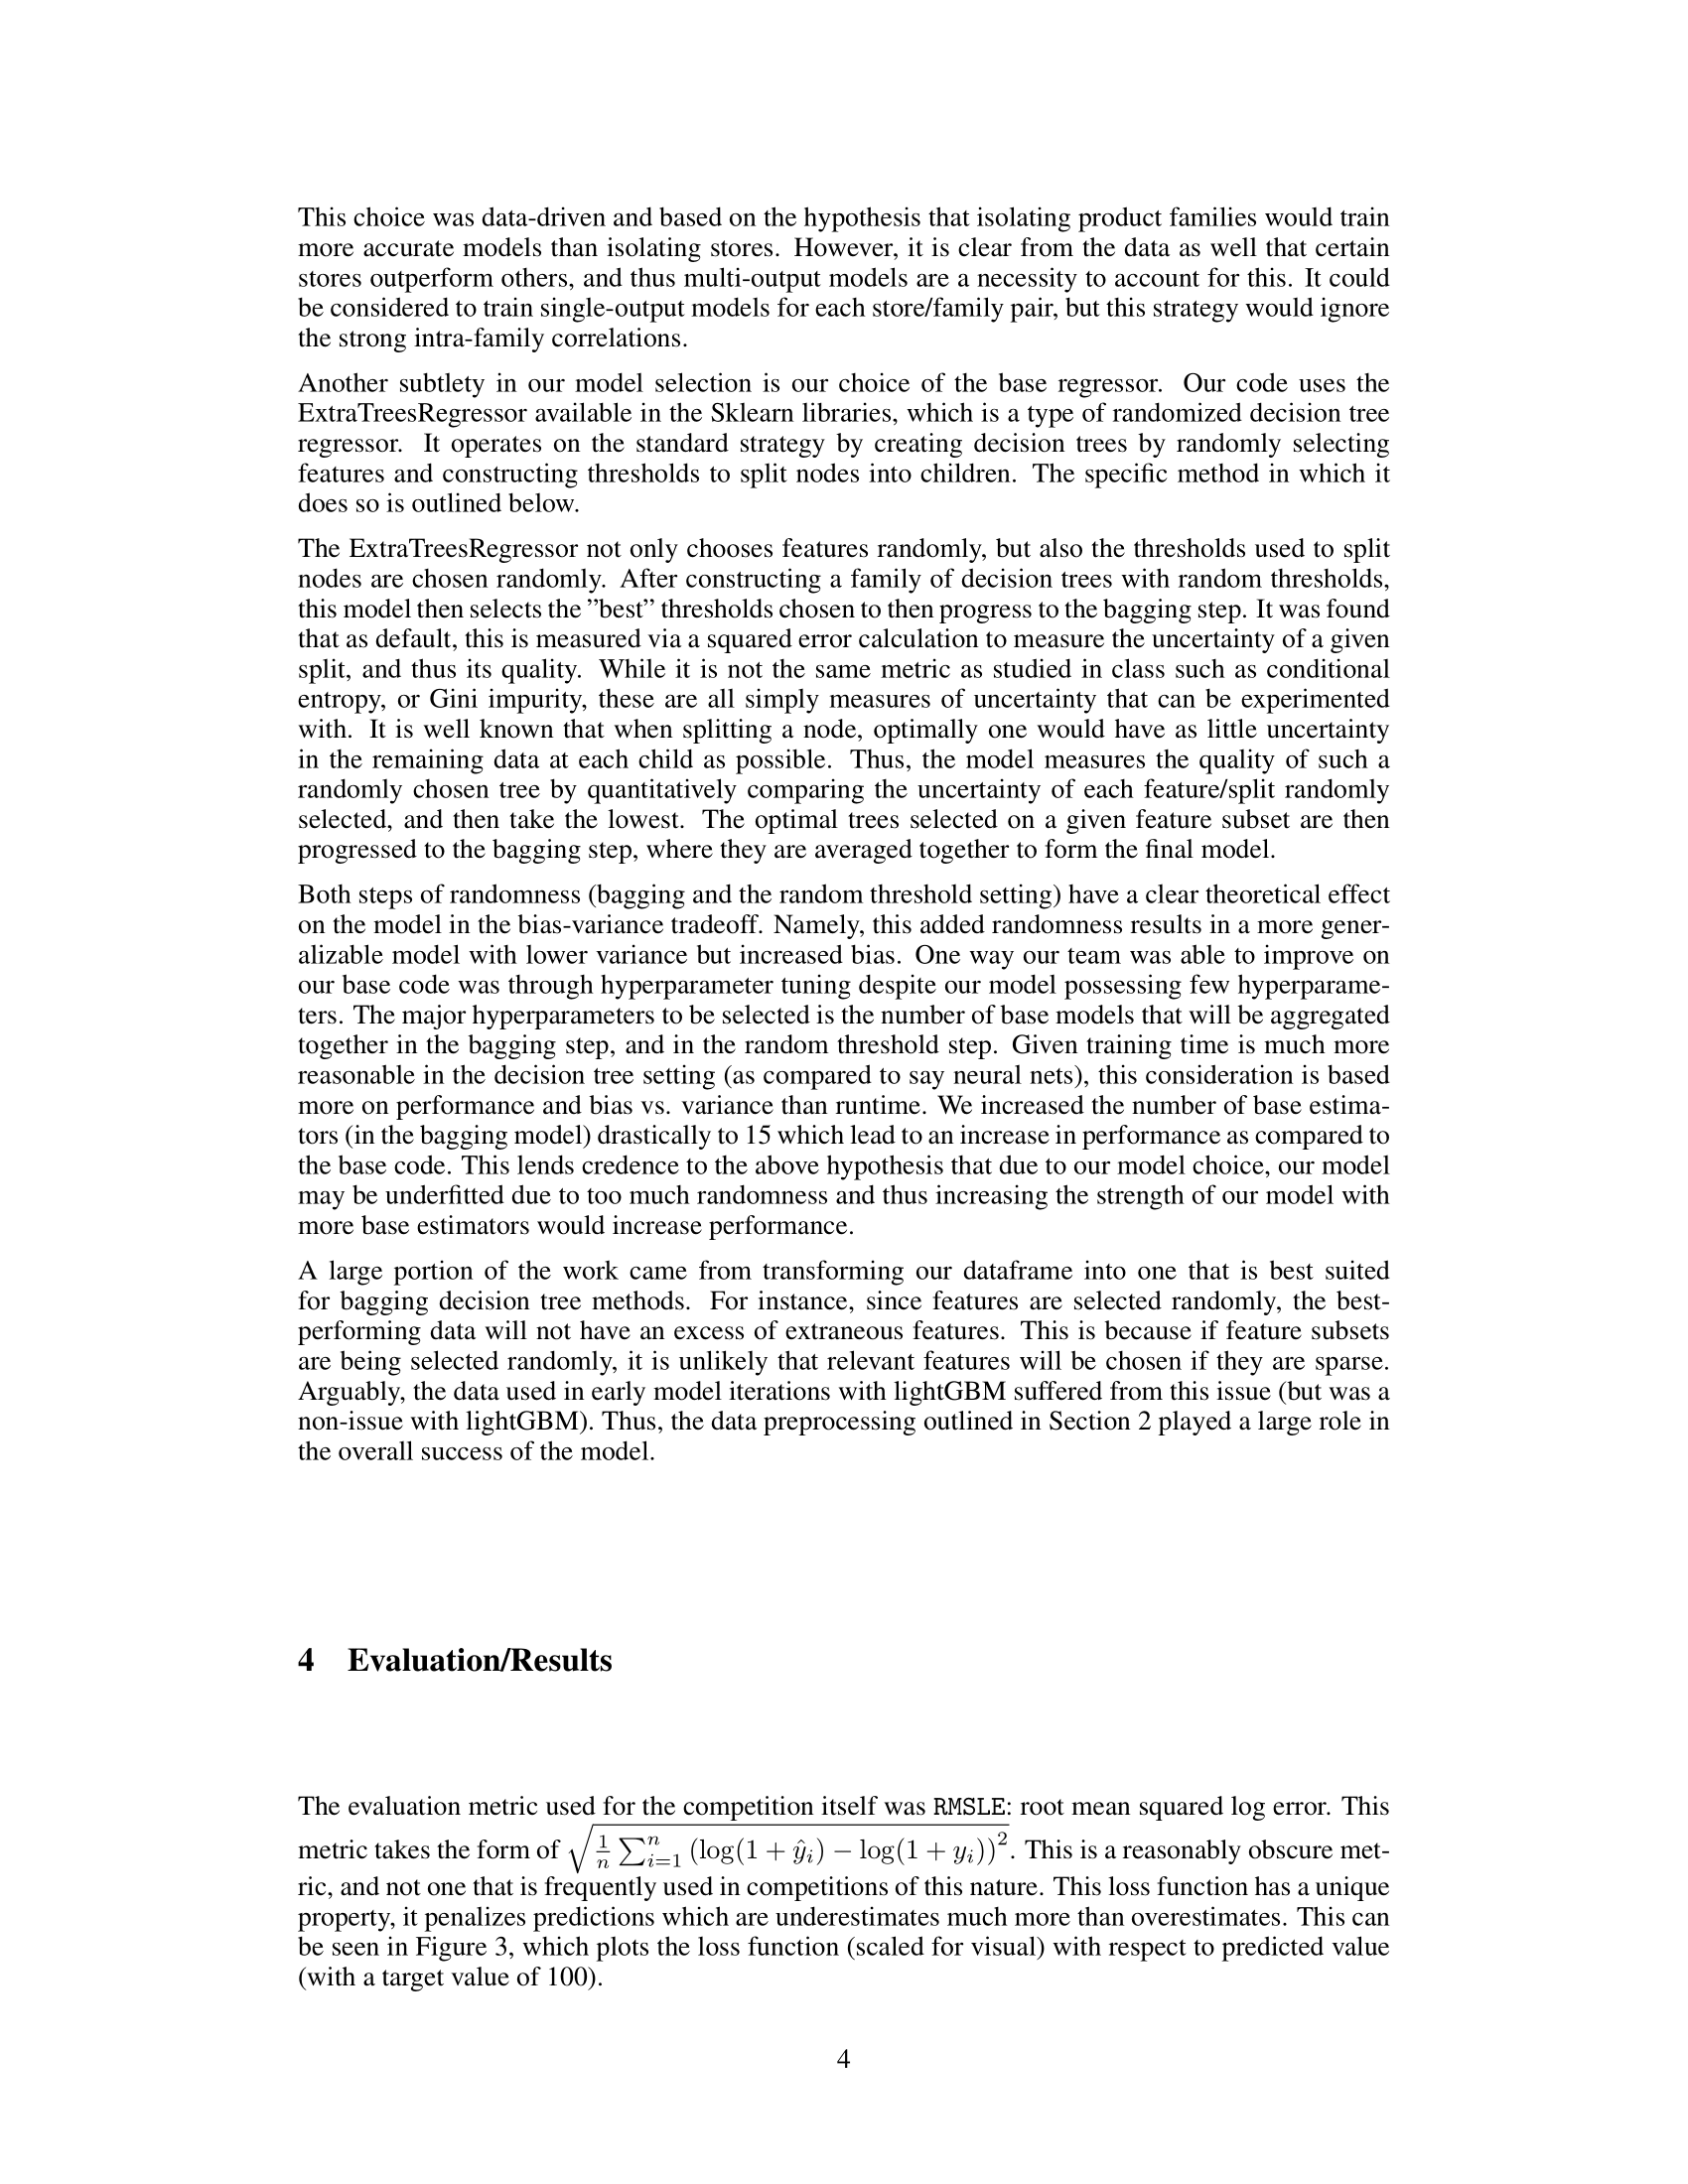 This choice was data-driven and based on the hypothesis that isolating product families would train
more accurate models than isolating stores. However, it is clear from the data as well that certain
stores outperform others, and thus multi-output models are a necessity to account for this. It could
be considered to train single-output models for each store/family pair, but this strategy would ignore
the strong intra-family correlations.
Another subtlety in our model selection is our choice of the base regressor. Our code uses the
ExtraTreesRegressor available in the Sklearn libraries, which is a type of randomized decision tree
regressor. It operates on the standard strategy by creating decision trees by randomly selecting
features and constructing thresholds to split nodes into children. The specific method in which it
does so is outlined below.
The ExtraTreesRegressor not only chooses features randomly, but also the thresholds used to split
nodes are chosen randomly. After constructing a family of decision trees with random thresholds,
this model then selects the ”best” thresholds chosen to then progress to the bagging step. It was found
that as default, this is measured via a squared error calculation to measure the uncertainty of a given
split, and thus its quality. While it is not the same metric as studied in class such as conditional
entropy, or Gini impurity, these are all simply measures of uncertainty that can be experimented
with. It is well known that when splitting a node, optimally one would have as little uncertainty
in the remaining data at each child as possible. Thus, the model measures the quality of such a
randomly chosen tree by quantitatively comparing the uncertainty of each feature/split randomly
selected, and then take the lowest. The optimal trees selected on a given feature subset are then
progressed to the bagging step, where they are averaged together to form the final model.
Both steps of randomness (bagging and the random threshold setting) have a clear theoretical effect
on the model in the bias-variance tradeoff. Namely, this added randomness results in a more gener-
alizable model with lower variance but increased bias. One way our team was able to improve on
our base code was through hyperparameter tuning despite our model possessing few hyperparame-
ters. The major hyperparameters to be selected is the number of base models that will be aggregated
together in the bagging step, and in the random threshold step. Given training time is much more
reasonable in the decision tree setting (as compared to say neural nets), this consideration is based
more on performance and bias vs. variance than runtime. We increased the number of base estima-
tors (in the bagging model) drastically to 15 which lead to an increase in performance as compared to
the base code. This lends credence to the above hypothesis that due to our model choice, our model
may be underfitted due to too much randomness and thus increasing the strength of our model with
more base estimators would increase performance.
A large portion of the work came from transforming our dataframe into one that is best suited
for bagging decision tree methods. For instance, since features are selected randomly, the best-
performing data will not have an excess of extraneous features. This is because if feature subsets
are being selected randomly, it is unlikely that relevant features will be chosen if they are sparse.
Arguably, the data used in early model iterations with lightGBM suffered from this issue (but was a
non-issue with lightGBM). Thus, the data preprocessing outlined in Section 2 played a large role in
the overall success of the model.
4 Evaluation/Results
The evaluation metric used for the competition itself was RMSLE: root mean squared log error. This
metric takes the form of $\sqrt{\frac{1}{n}\sum_{i=1}^{n}(\log(1+\hat{y}_i)-\log(1+y_i))^2}$. This is a reasonably obscure met-
ric, and not one that is frequently used in competitions of this nature. This loss function has a unique
property, it penalizes predictions which are underestimates much more than overestimates. This can
be seen in Figure 3, which plots the loss function (scaled for visual) with respect to predicted value
(with a target value of 100).
4